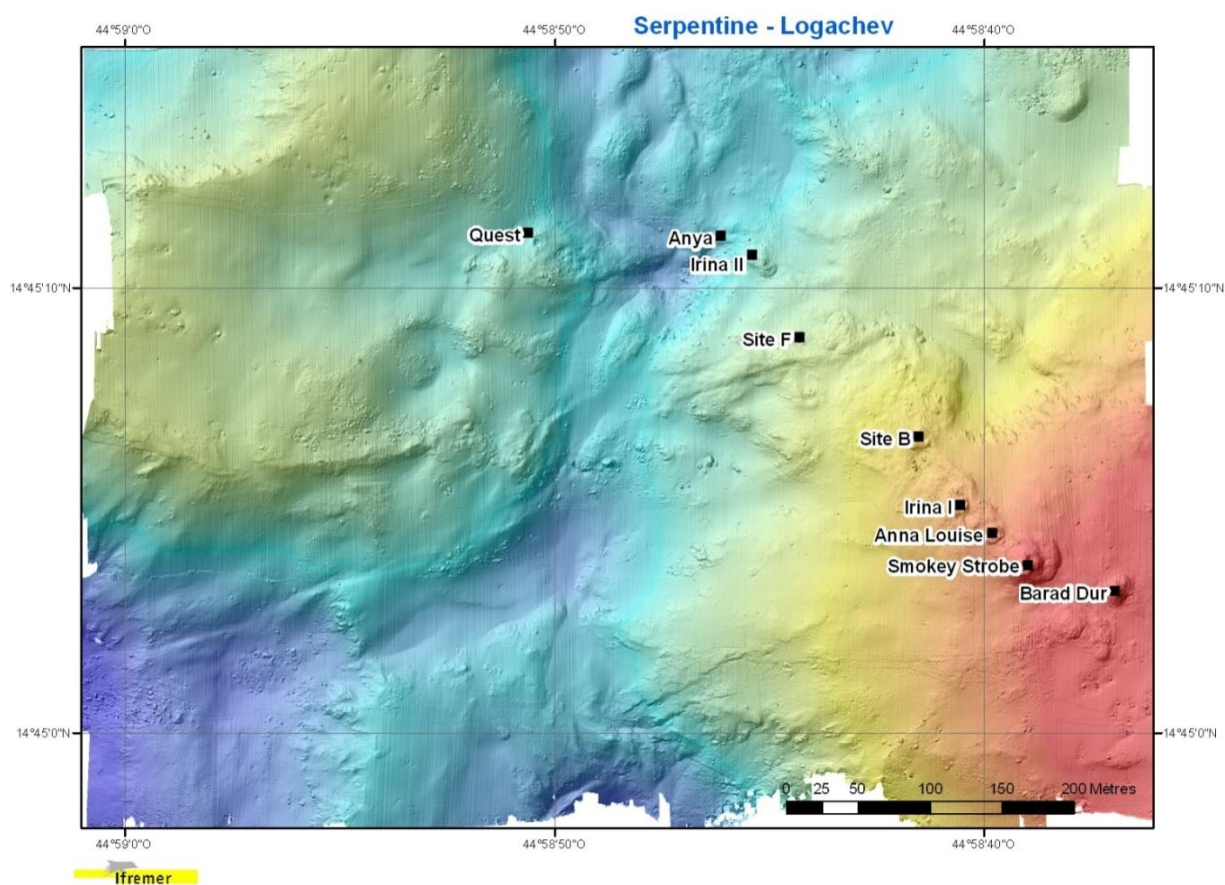 Serpentine - Logachev
44°59'0"O
44°58'50"O
44°58'40"O
Quest
Anya
Irina II
14°45'10"N
14°45'10"N
Site F
Site B
Irina I
Anna Louise
Smokey Strobe
Barad Dur
14°45'0"N
14°45'0"N
0 25 50 100 150 200 Mètres
44°59'0"O
44°58'50"O
44°58'40"O
Ifremer